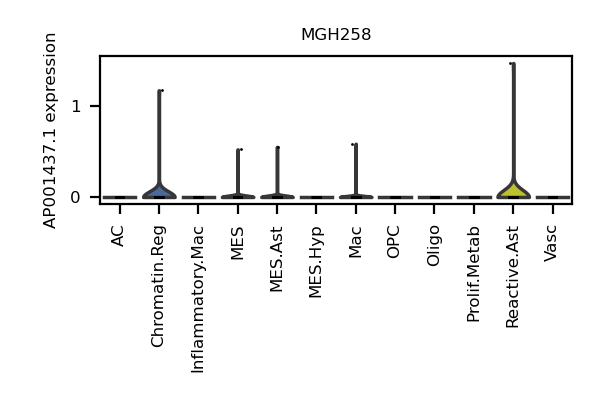 MGH258
AP001437.1 expression
1
0
AC
Chromatin.Reg
Inflammatory.Mac
MES
MES.Ast
MES.Hyp
Mac
OPC
Oligo
Prolif.Metab
Reactive.Ast
Vasc